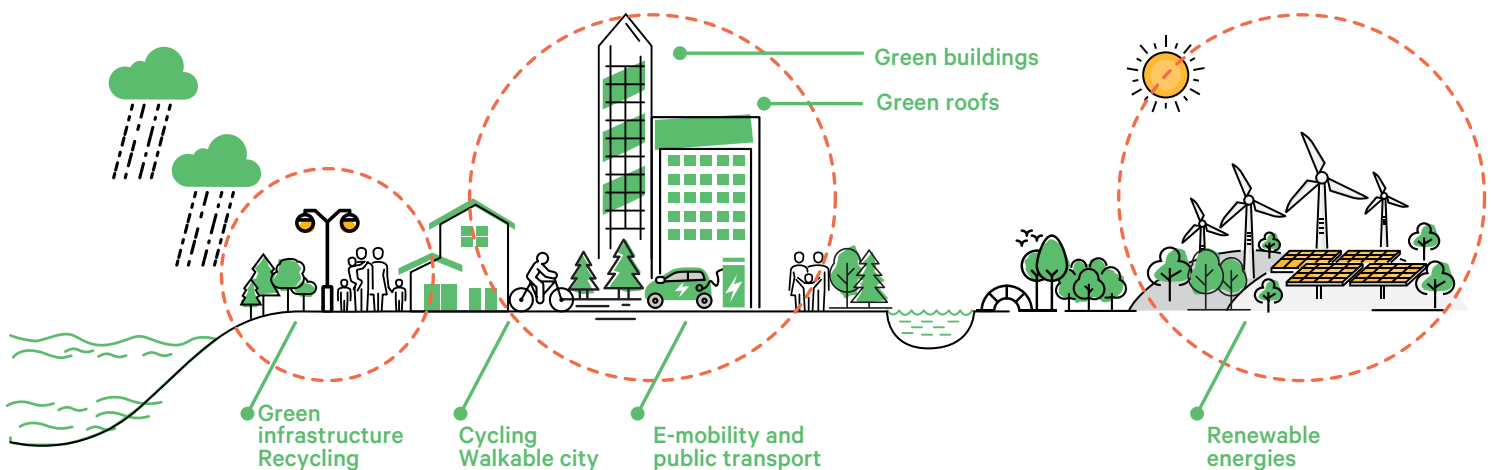 Green buildings
Green roofs
Green
infrastructure
Recycling
Cycling
Walkable city
E-mobility and
public transport
Renewable
energies